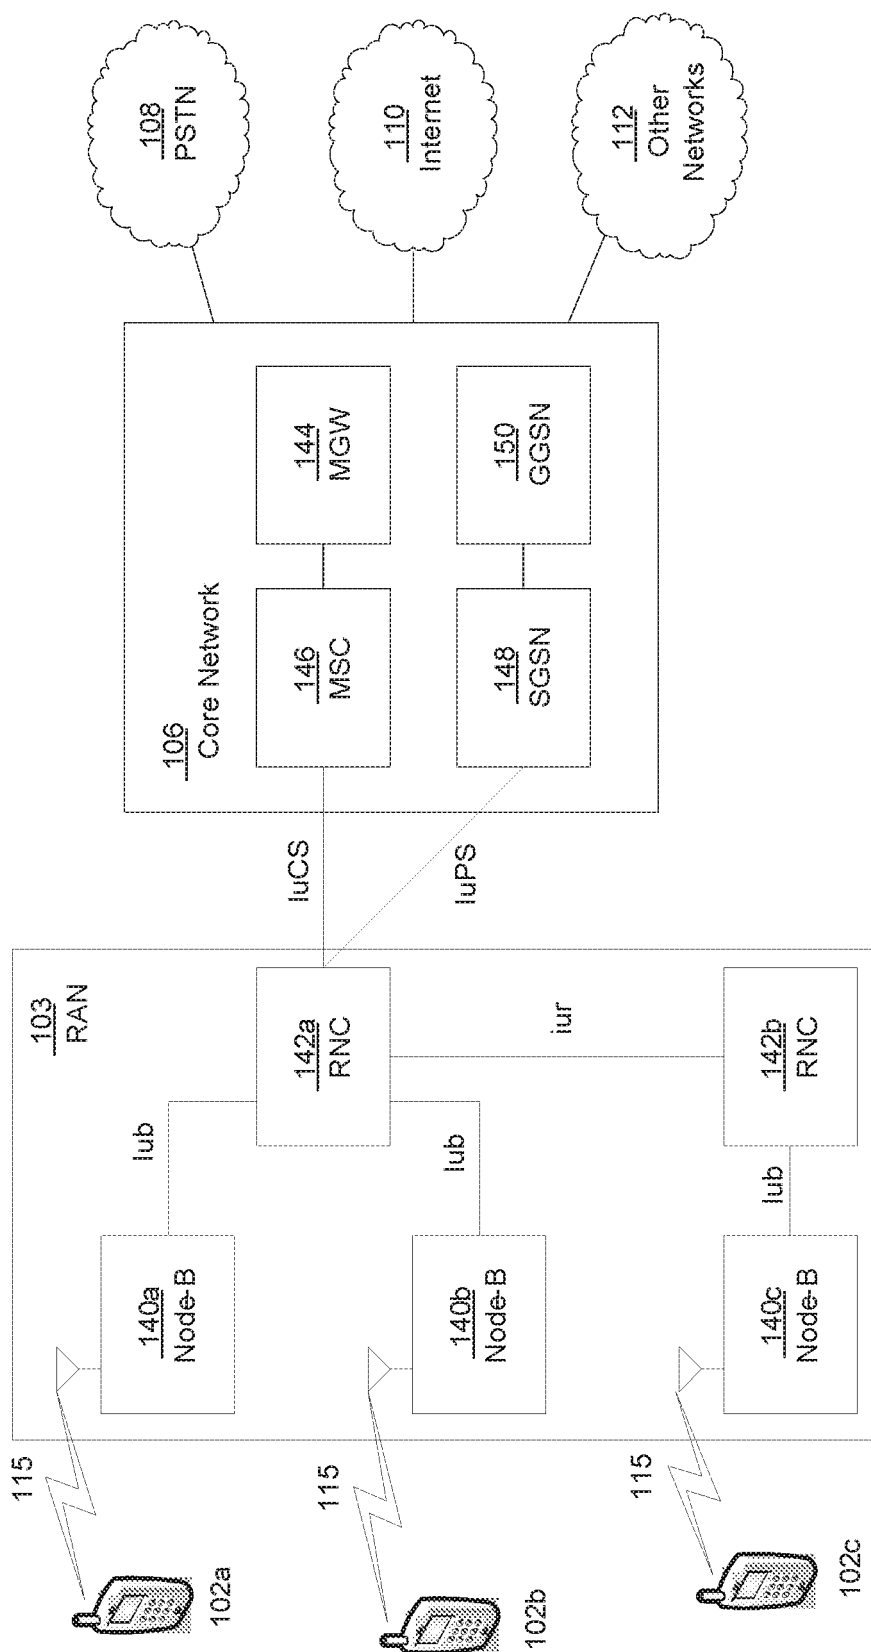 102a
115
102b
115
102c
115
103
RAN
140a
Node-B
140b
Node-B
140c
Node-B
Iub
Iub
Iub
142a
RNC
iur
142b
RNC
IuCS
IuPS
106
Core Network
146
MSC
144
MGW
148
SGSN
150
GGSN
108
PSTN
110
Internet
112
Other
Networks